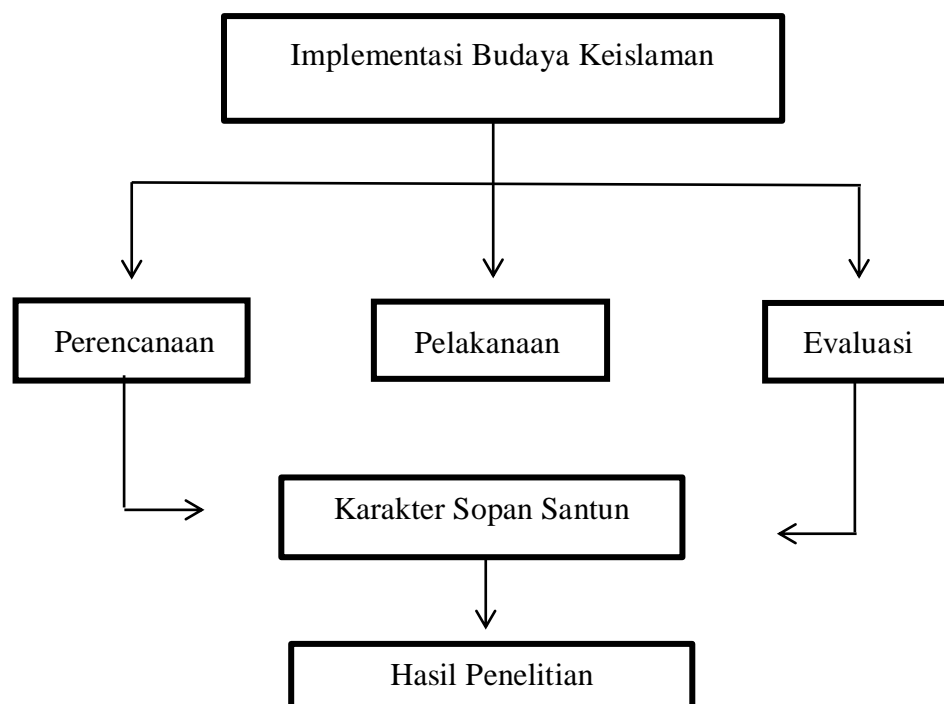 Implementasi Budaya Keislaman
Perencanaan
Pelakanaan
Evaluasi
Karakter Sopan Santun
Hasil Penelitian